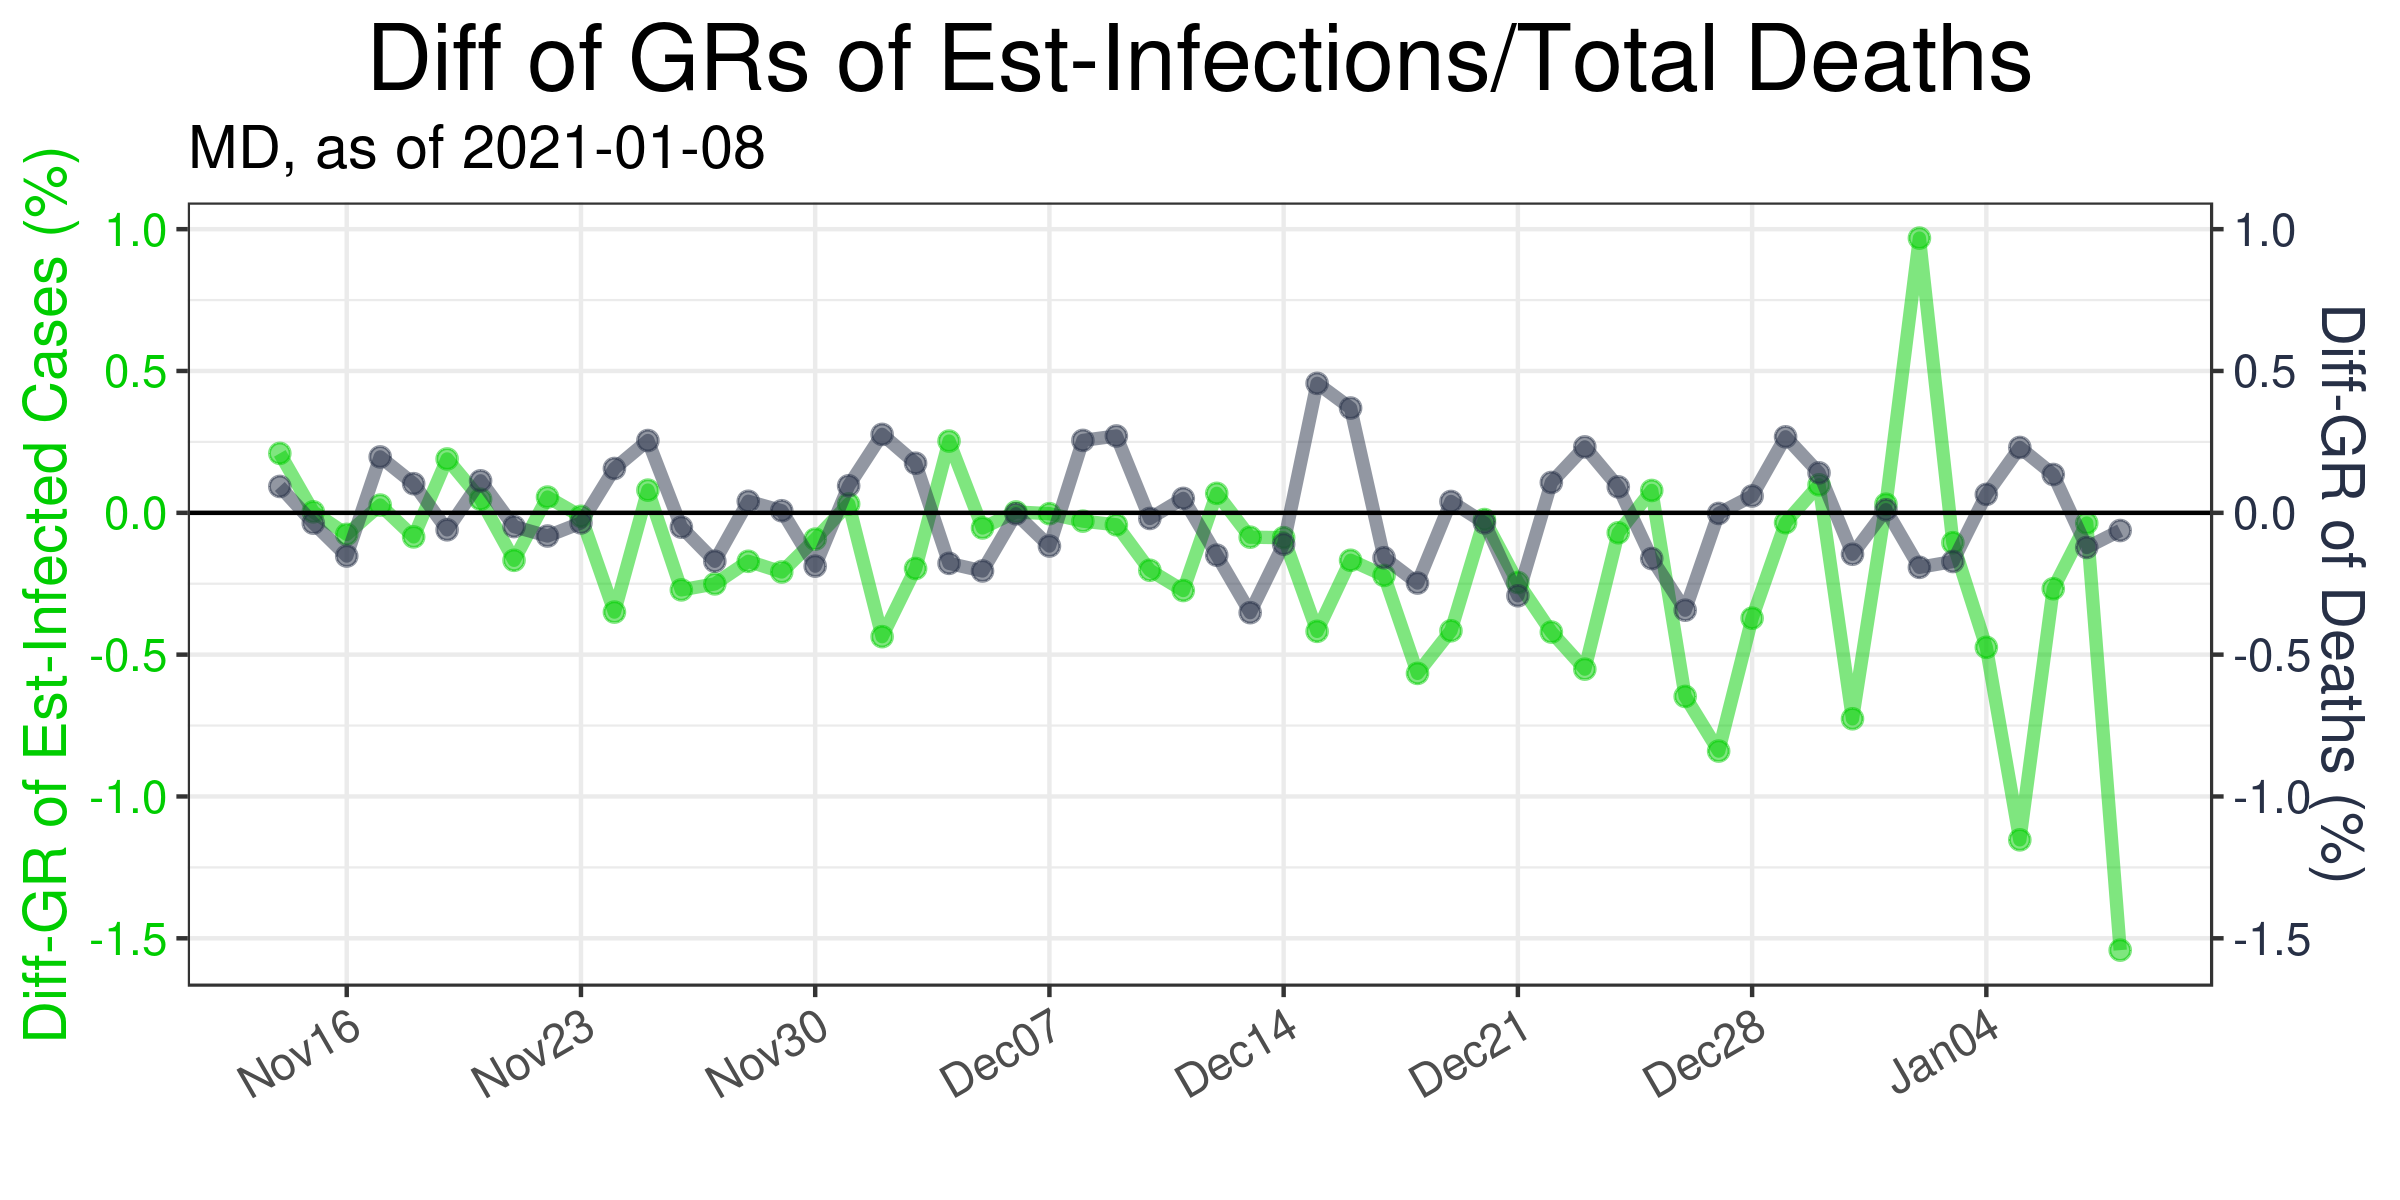 Diff of GRs of Est-Infections/Total Deaths
MD, as of 2021-01-08
Diff-GR of Est-Infected Cases (%)
1.0
0.5
0.0
-0.5
-1.0
-1.5
1.0
0.5
0.0
-0.5
-1.0
-1.5
Diff-GR of Deaths (%)
Nov16
Nov23
Nov30
Dec07
Dec14
Dec21
Dec28
Jan04